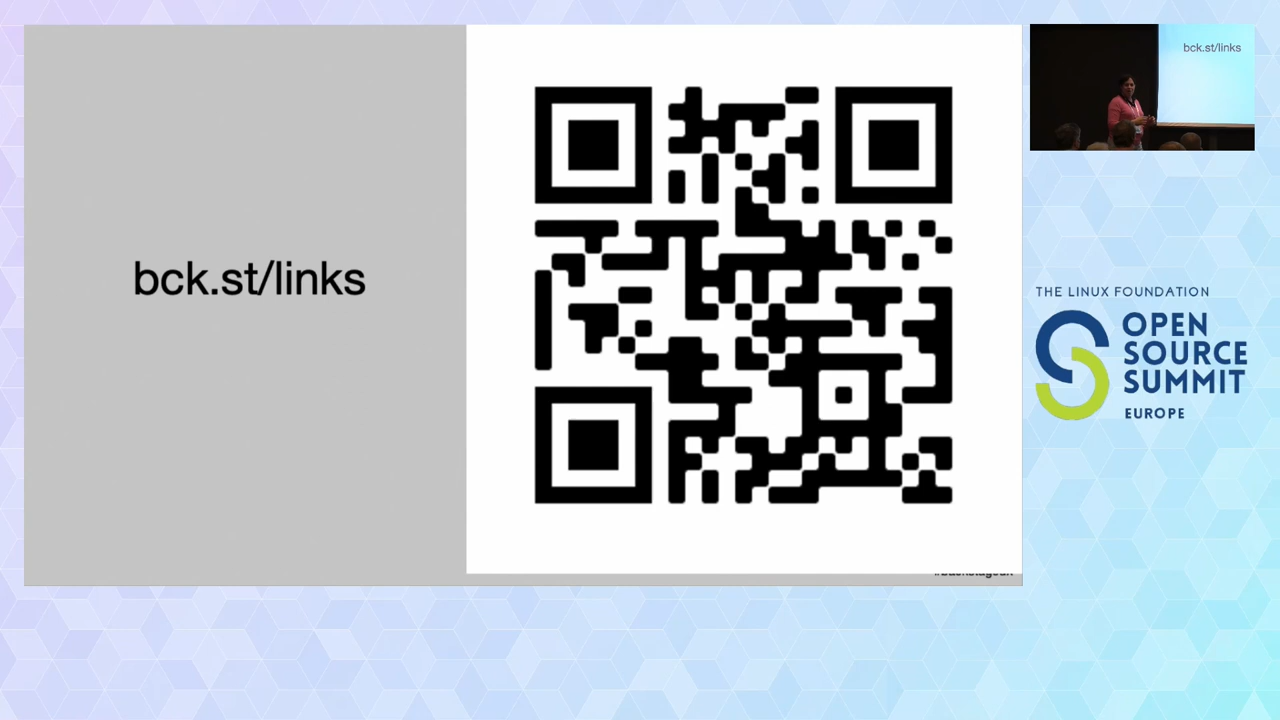 bck.st/links
bck.st/links
THE LINUX FOUNDATION
OPEN
SOURCE
SUMMIT
EUROPE